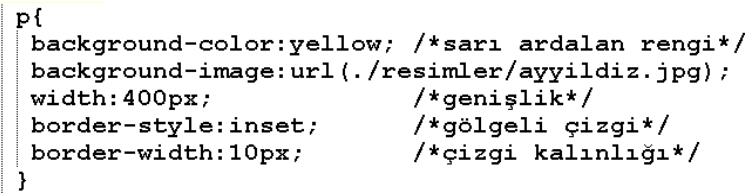 p{
background-color:yellow; /*sarı ardalan rengi*/
background-image:url(./resimler/ayyildiz.jpg);
width:400px; /*genişlik*/
border-style:inset; /*gölgeli çizgi*/
border-width:10px; /*çizgi kalınlığı*/
}